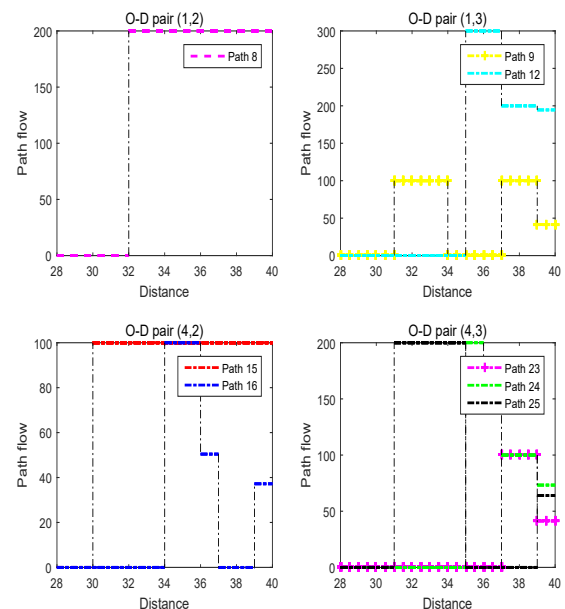 O-D pair (1,2)
200
150
100
50
0
Path flow
Path 8
28 30 32 34 36 38 40
Distance
O-D pair (1,3)
300
250
200
150
100
50
0
Path flow
Path 9
Path 12
28 30 32 34 36 38 40
Distance
O-D pair (4,2)
100
80
60
40
20
0
Path flow
Path 15
Path 16
28 30 32 34 36 38 40
Distance
O-D pair (4,3)
200
150
100
50
0
Path flow
Path 23
Path 24
Path 25
28 30 32 34 36 38 40
Distance